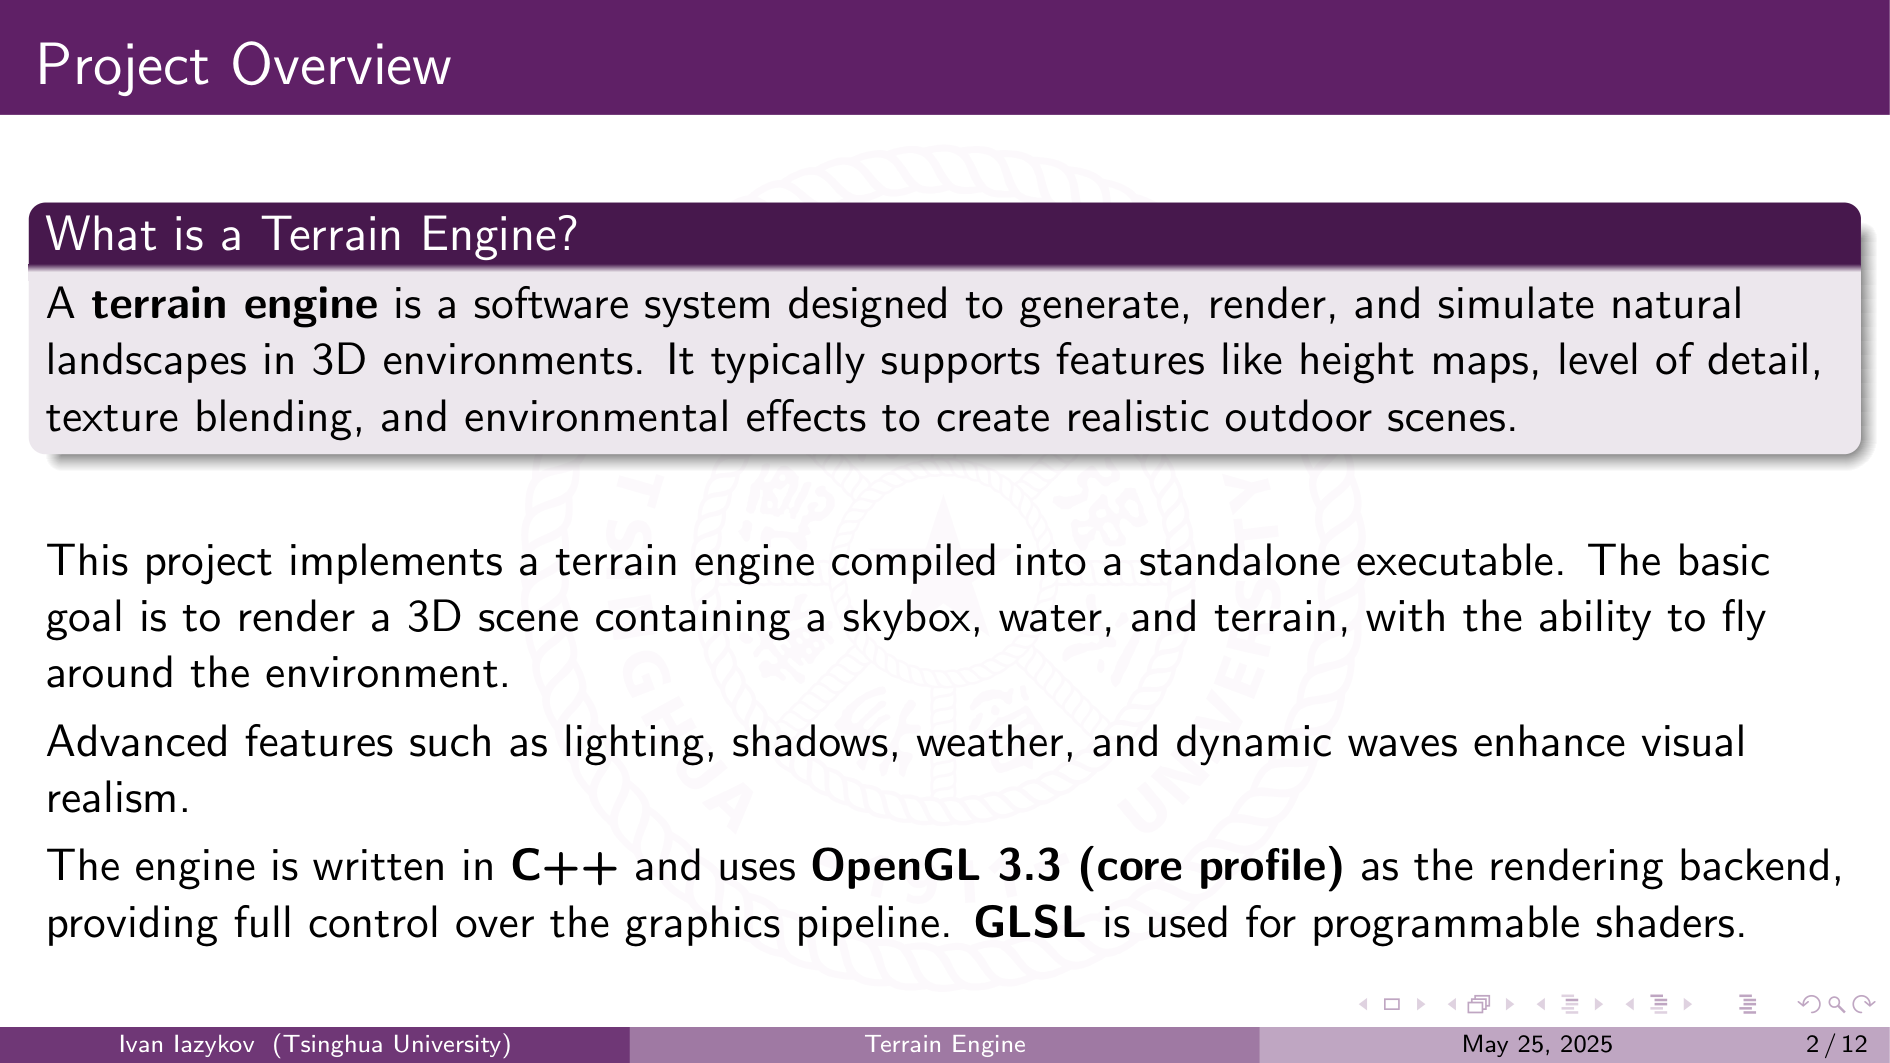 Project Overview
What is a Terrain Engine?
A terrain engine is a software system designed to generate, render, and simulate natural
landscapes in 3D environments. It typically supports features like height maps, level of detail,
texture blending, and environmental effects to create realistic outdoor scenes.
This project implements a terrain engine compiled into a standalone executable. The basic
goal is to render a 3D scene containing a skybox, water, and terrain, with the ability to fly
around the environment.
Advanced features such as lighting, shadows, weather, and dynamic waves enhance visual
realism.
The engine is written in C++ and uses OpenGL 3.3 (core profile) as the rendering backend,
providing full control over the graphics pipeline. GLSL is used for programmable shaders.
Ivan Iazykov (Tsinghua University)
Terrain Engine
May 25, 2025
2 / 12